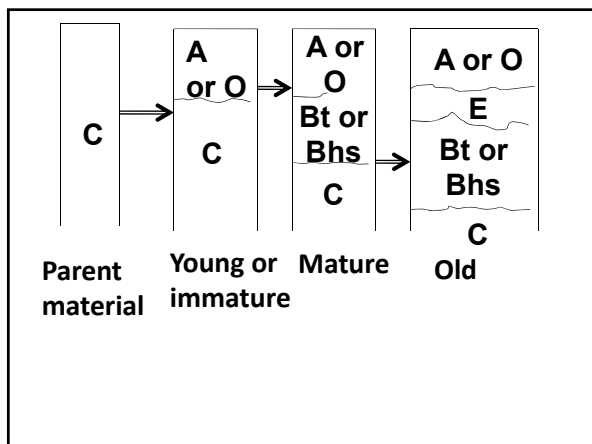 C
Parent
material
A
or O
C
Young or
immature
A or
O
Bt or
Bhs
C
Mature
A or O
E
Bt or
Bhs
C
Old